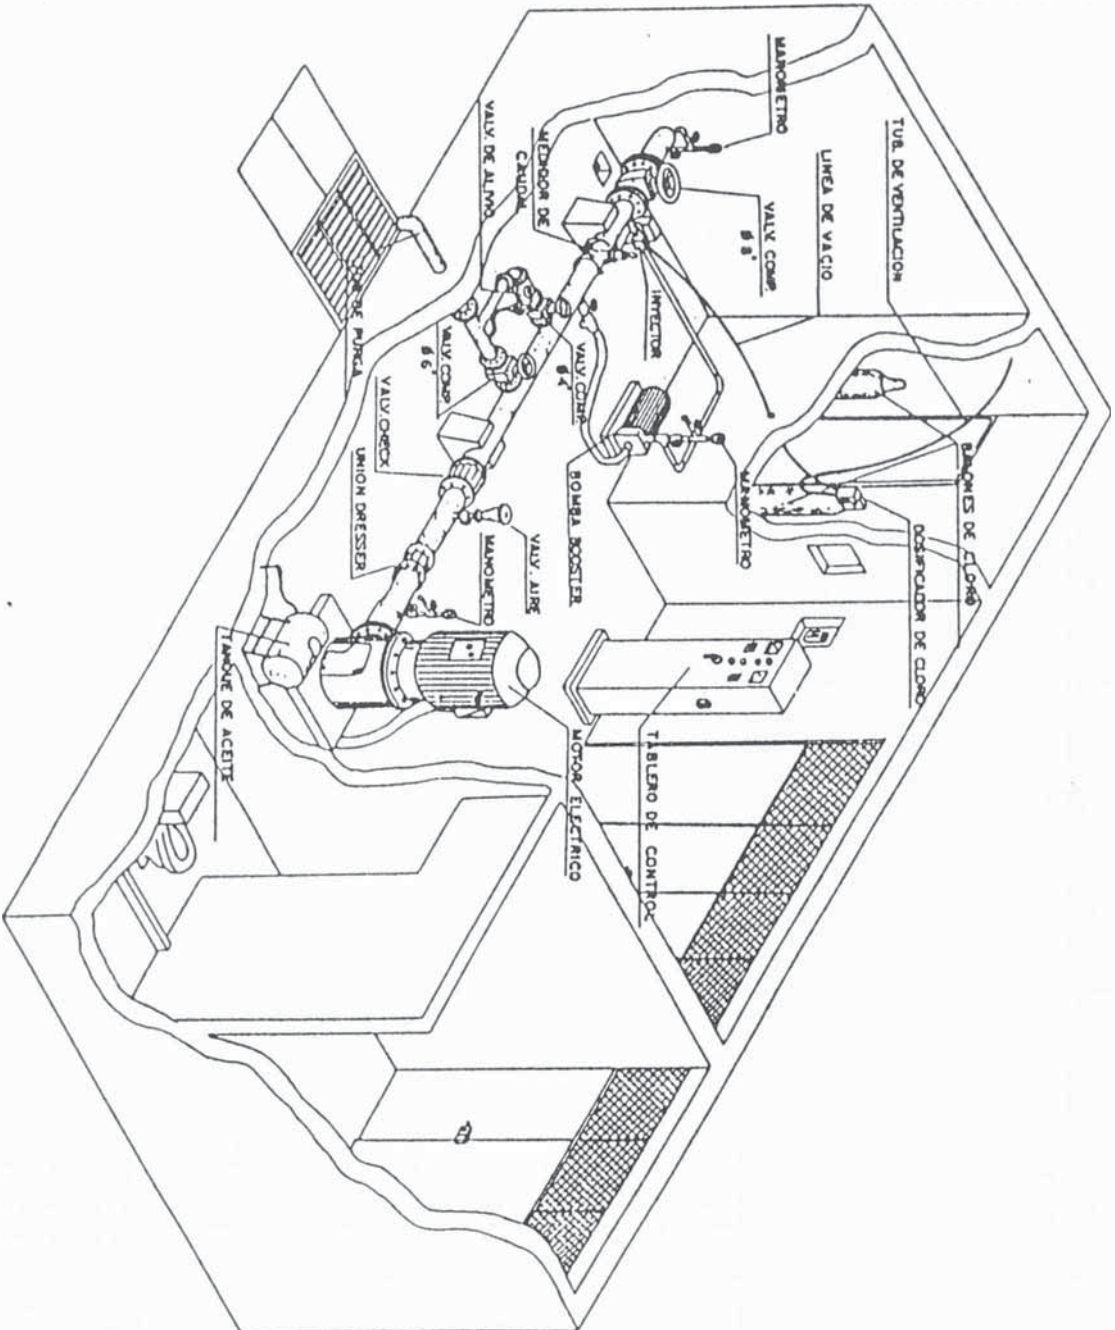 MANOMETRO
TUB. DE VENTILACION
LINEA DE VACIO
VALV. COMP.
Ø 8"
MEDIDOR DE
CAUDAL
VALV. DE ALIVIO
INYECTOR
VALV. COMP.
Ø 4"
VALV. COMP.
Ø 6"
DE PURGA
VALV. CHECK
UNION DRESSER
BOMBA BOOSTER
MANOMETRO
BALONES DE CLORO
DOSIFICADOR DE CLORO
VALV. AIRE
MANOMETRO
TANQUE DE ACEITE
MOTOR ELECTRICO
TABLERO DE CONTROL